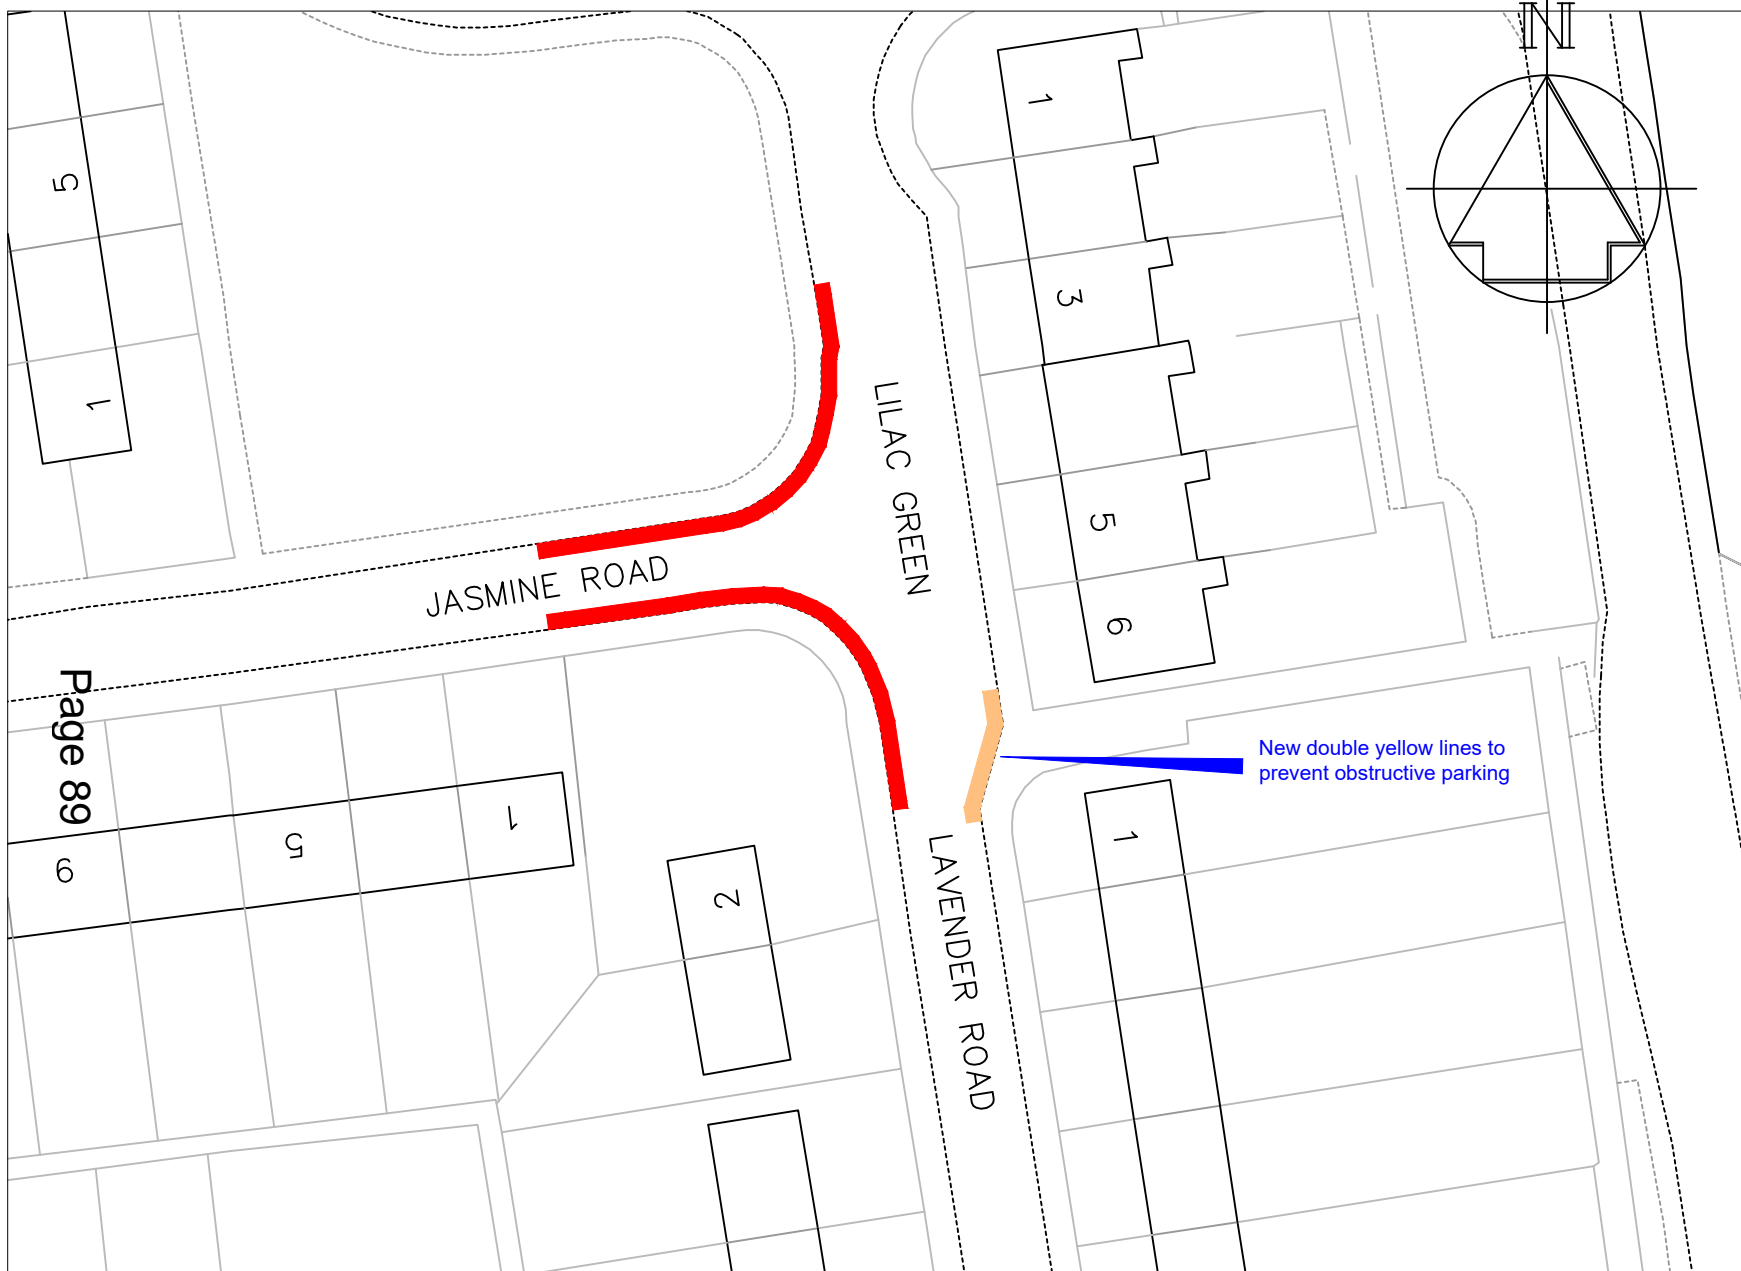 N
1
5
3
1
LILAC GREEN
5
JASMINE ROAD
6
Page 89
New double yellow lines to
prevent obstructive parking
1
5
9
2
1
LAVENDER ROAD